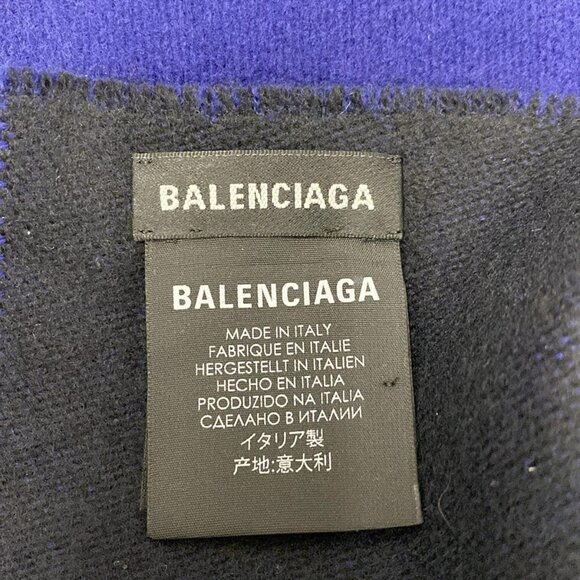 BALENCIAGA
BALENCIAGA
MADE IN ITALY
FABRIQUE EN ITALIE
HERGESTELLT IN ITALIEN
HECHO EN ITALIA
PRODUZIDO NA ITALIA
СДЕЛАНО В ИТАЛИИ
イタリア製
产地:意大利